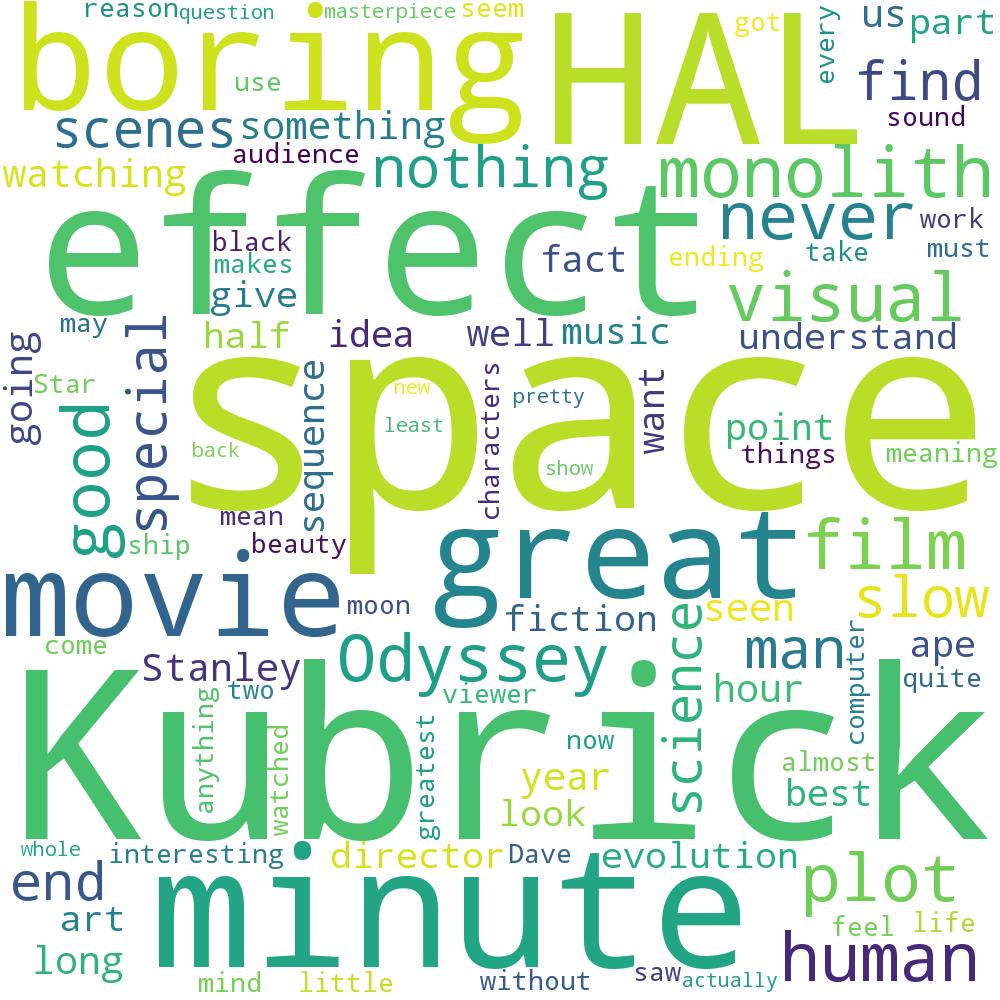 reason
question
masterpiece
seem
boring
HAL
got
every
us
part
use
find
sound
scenes
something
audience
nothing
watching
monolith
effect
never
work
black
makes
give
fact
ending
take
must
visual
may
half
idea
well
music
understand
going
Star
special
space
new
least
back
sequence
characters
pretty
show
want
point
things
meaning
good
mean
ship
beauty
great
film
movie
moon
fiction
seen
slow
come
Stanley
Odyssey
science
man
computer
ape
quite
two
viewer
hour
Kubrick
anything
watched
greatest
now
year
look
almost
best
whole
interesting
director
Dave
evolution
end
minute
plot
art
feel
life
long
human
mind
little
without
saw
actually